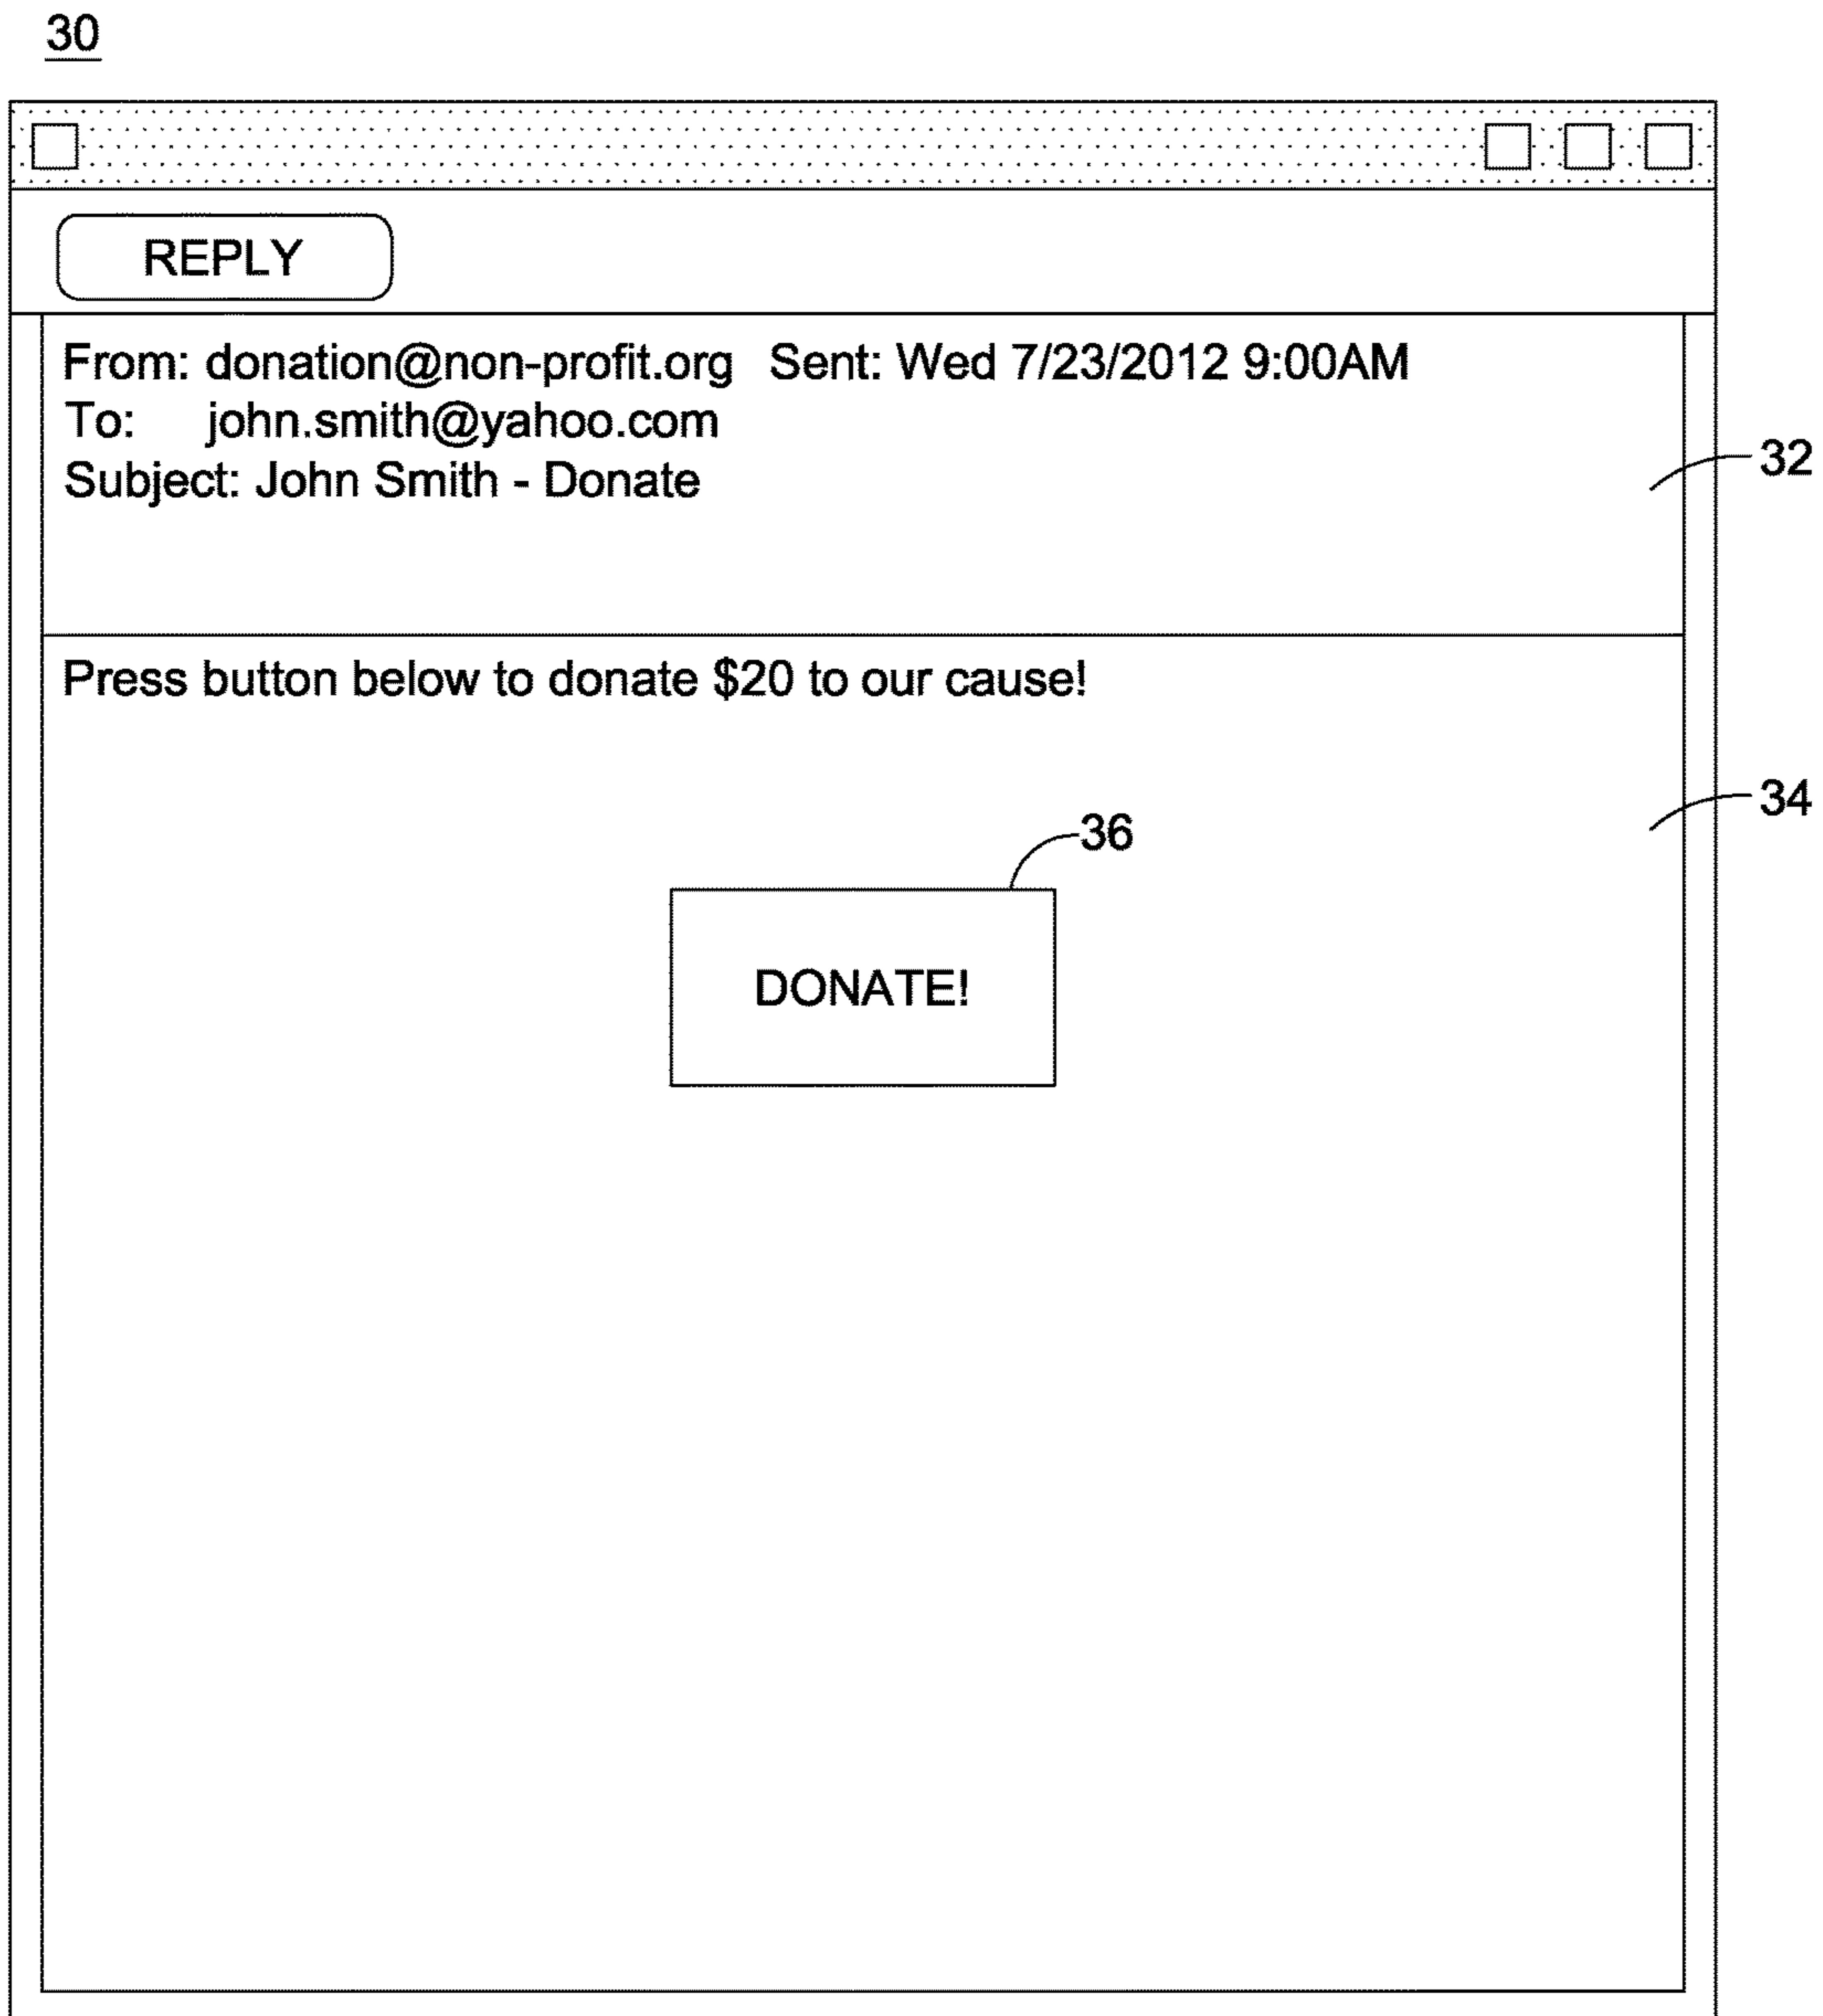 30
REPLY
From: donation@non-profit.org Sent: Wed 7/23/2012 9:00AM
To: john.smith@yahoo.com
Subject: John Smith - Donate
32
Press button below to donate $20 to our cause!
34
36
DONATE!